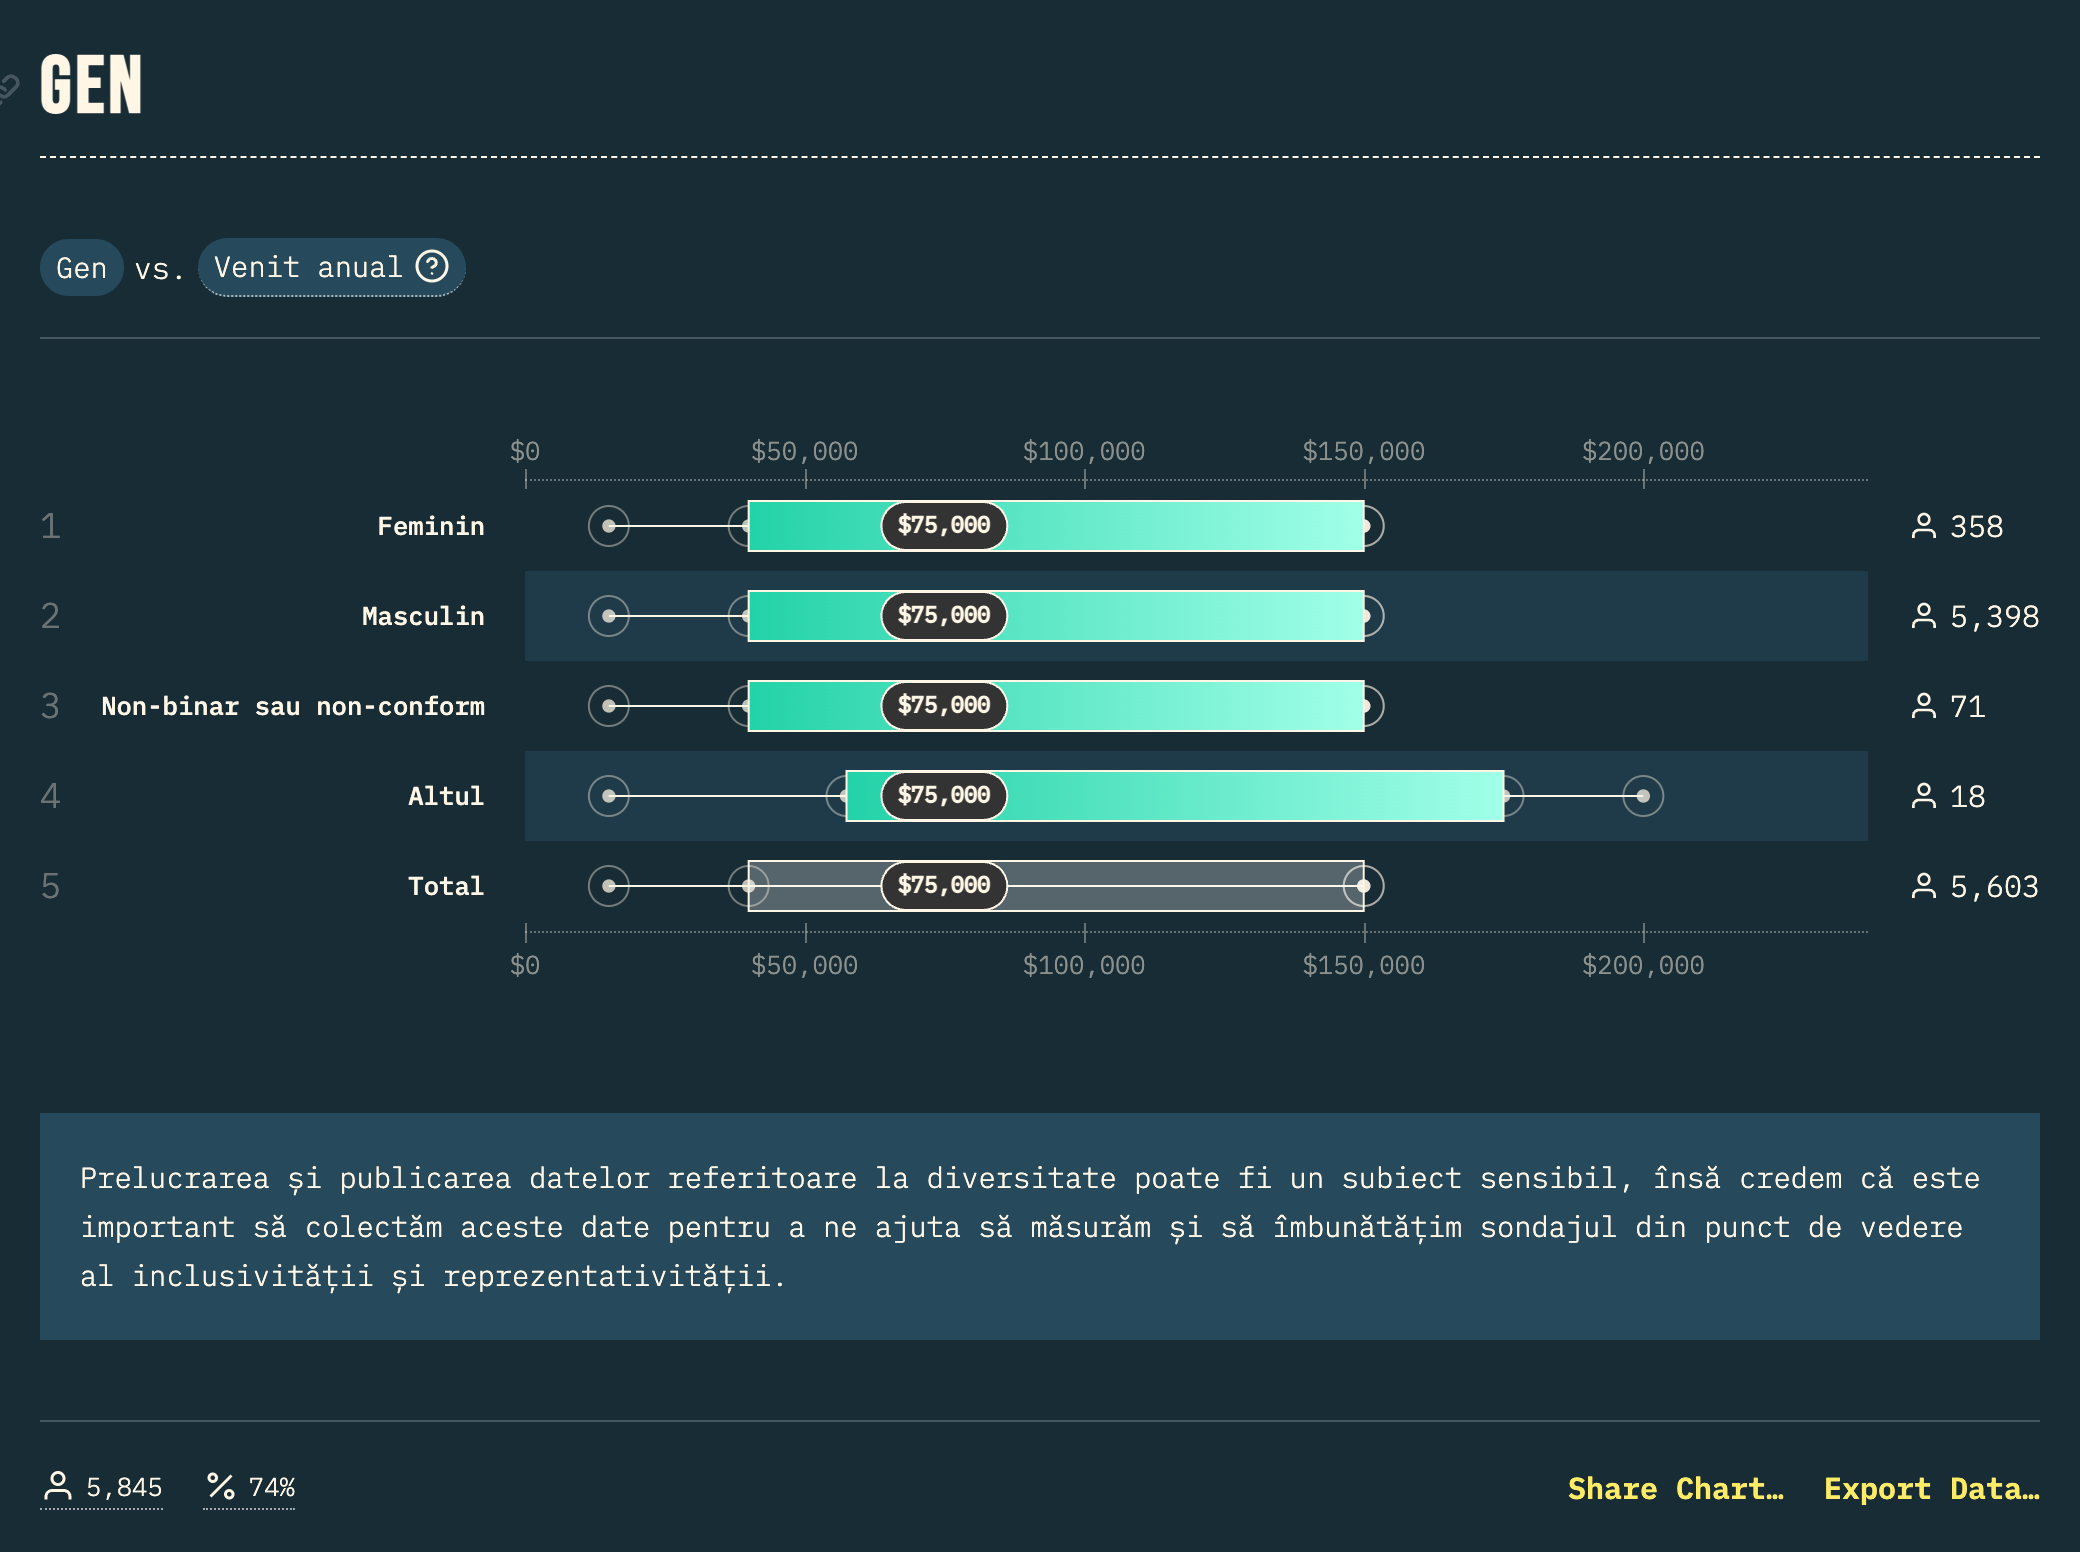 GEN
Gen vs. Venit anual
$0 $50,000 $100,000 $150,000 $200,000
1 Feminin $75,000 358
2 Masculin $75,000 5,398
3 Non-binar sau non-conform $75,000 71
4 Altul $75,000 18
5 Total $75,000 5,603
$0 $50,000 $100,000 $150,000 $200,000
Prelucrarea și publicarea datelor referitoare la diversitate poate fi un subiect sensibil, însă credem că este
important să colectăm aceste date pentru a ne ajuta să măsurăm și să îmbunătățim sondajul din punct de vedere
al inclusivității și reprezentativității.
5,845 74% Share Chart… Export Data…